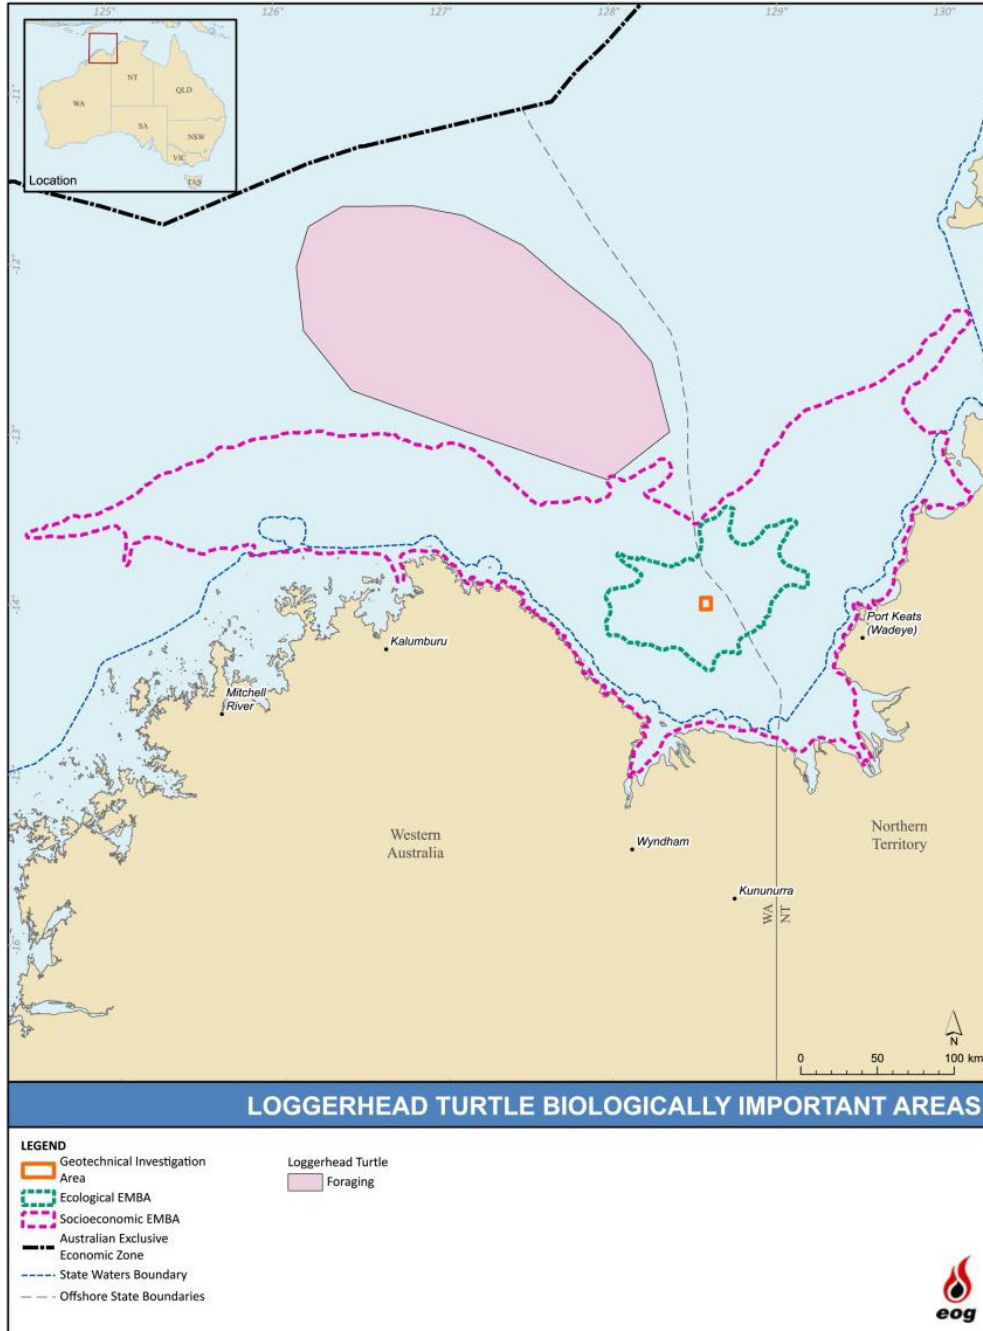 125°
126°
127°
128°
129°
130°
-11°
-12°
-13°
-14°
-16°
NT
WA
QLD
SA
NSW
VIC
TAS
Location
Port Keats
(Wadeye)
Kalumburu
Mitchell
River
Western
Australia
Northern
Territory
Wyndham
Kununurra
WA
NT
N
0 50 100 km
LOGGERHEAD TURTLE BIOLOGICALLY IMPORTANT AREAS
LEGEND
Geotechnical Investigation
Area
Ecological EMBA
Socioeconomic EMBA
Australian Exclusive
Economic Zone
State Waters Boundary
Offshore State Boundaries
Loggerhead Turtle
Foraging
eog